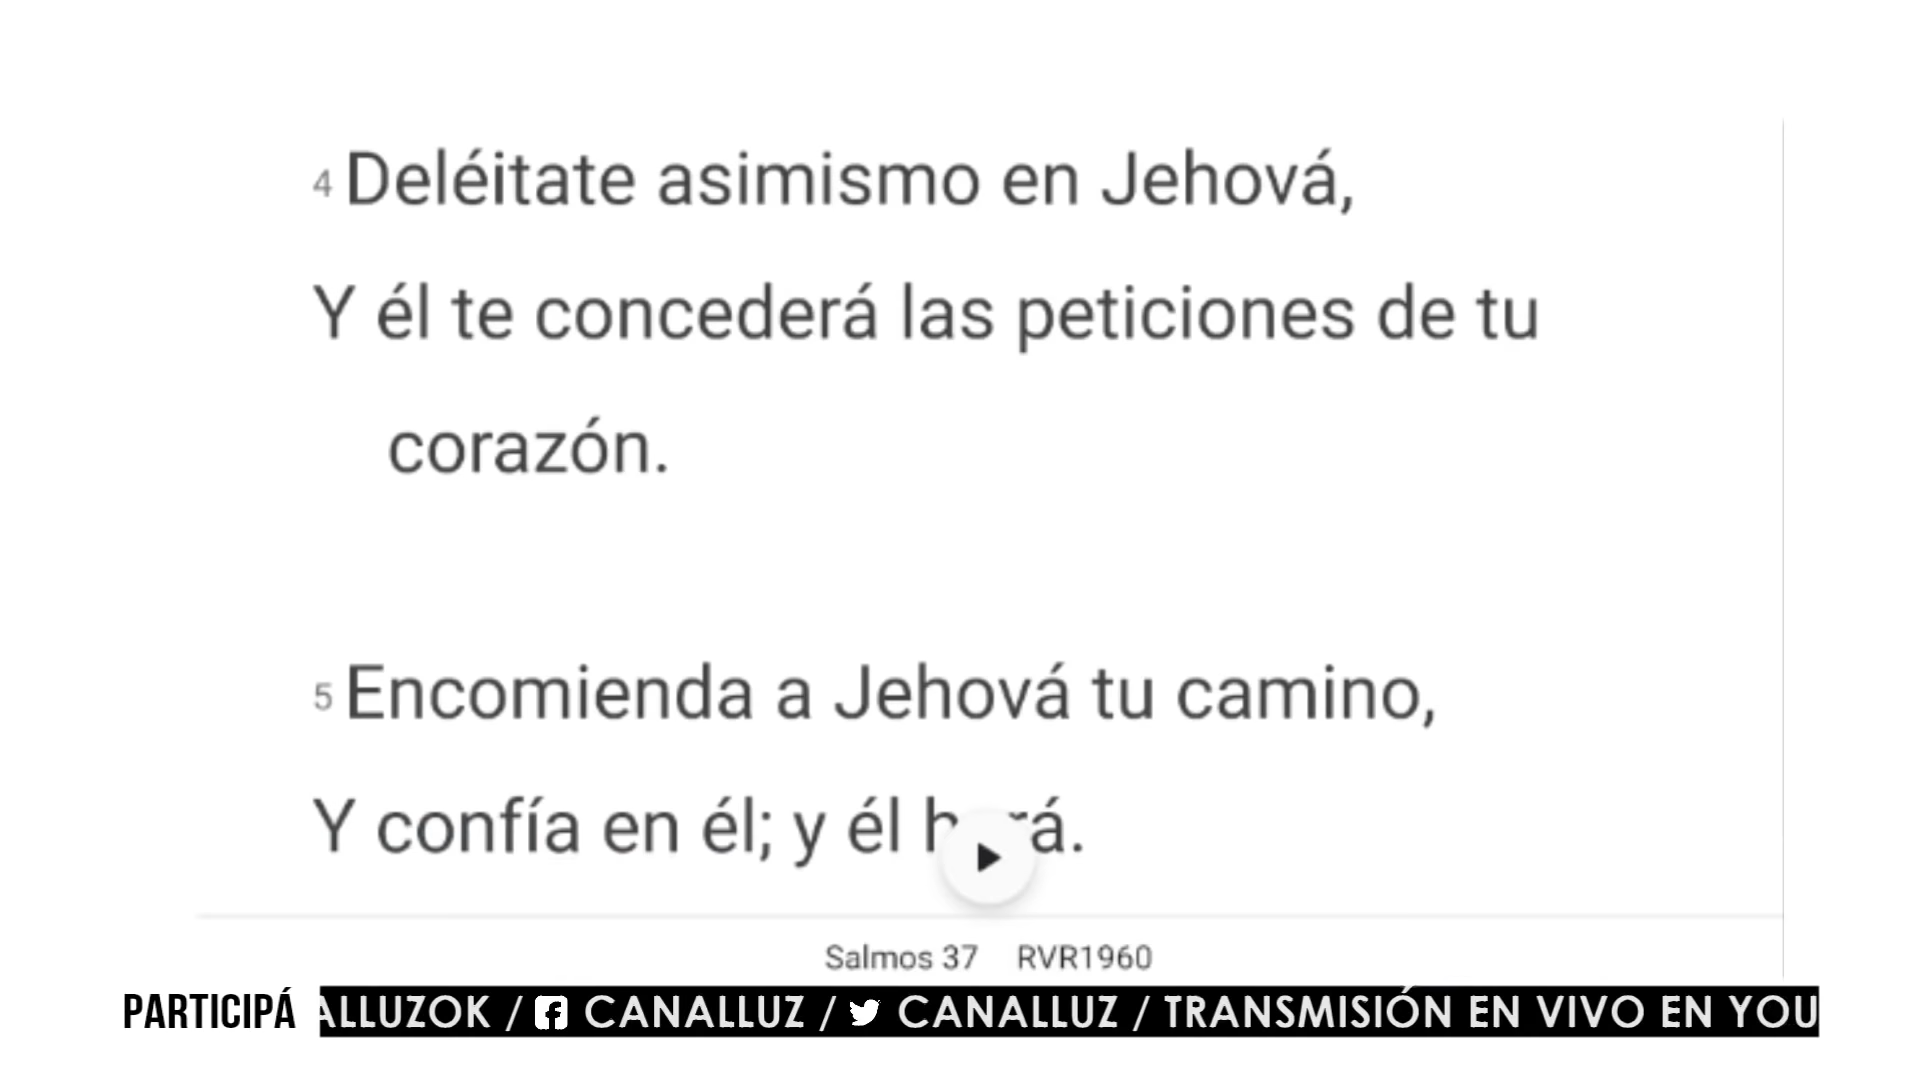 4 Deléitate asimismo en Jehová,
Y él te concederá las peticiones de tu
corazón.
5 Encomienda a Jehová tu camino,
Y confía en él; y él
Salmos 37 RVR1960
PARTICIPÁ ALLUZOK / CANALLUZ / CANALLUZ / TRANSMISIÓN EN VIVO EN YOU